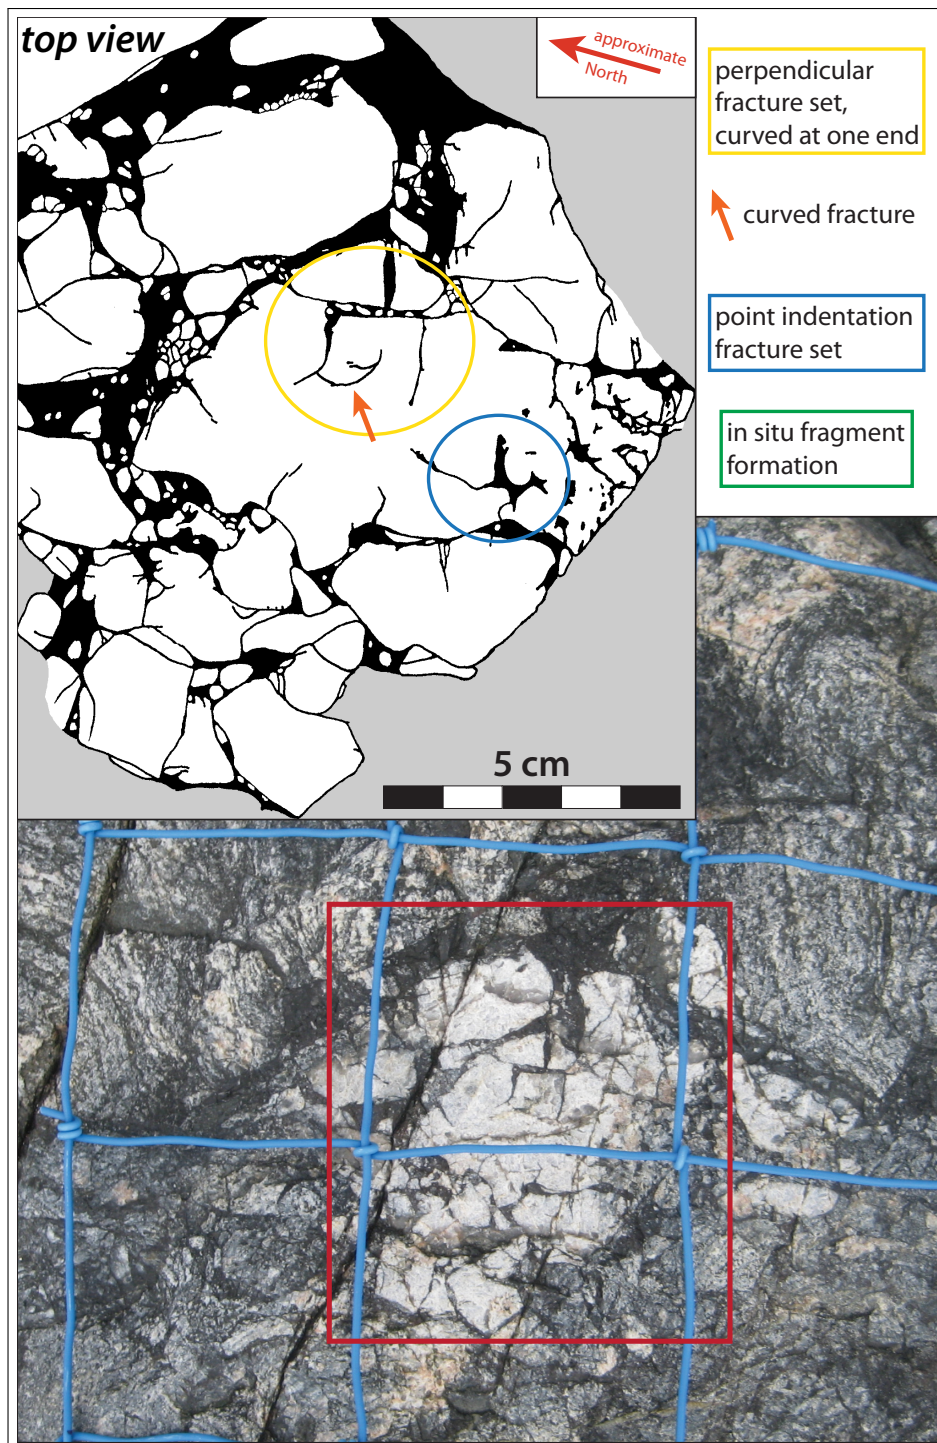 top view
approximate
North
perpendicular
fracture set,
curved at one end
curved fracture
point indentation
fracture set
in situ fragment
formation
5 cm